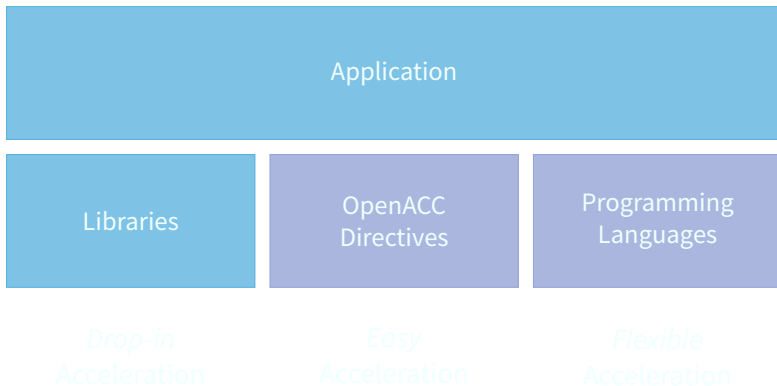 Application
Libraries
OpenACC
Directives
Programming
Languages
Drop-in
Acceleration
Easy
Acceleration
Flexible
Acceleration